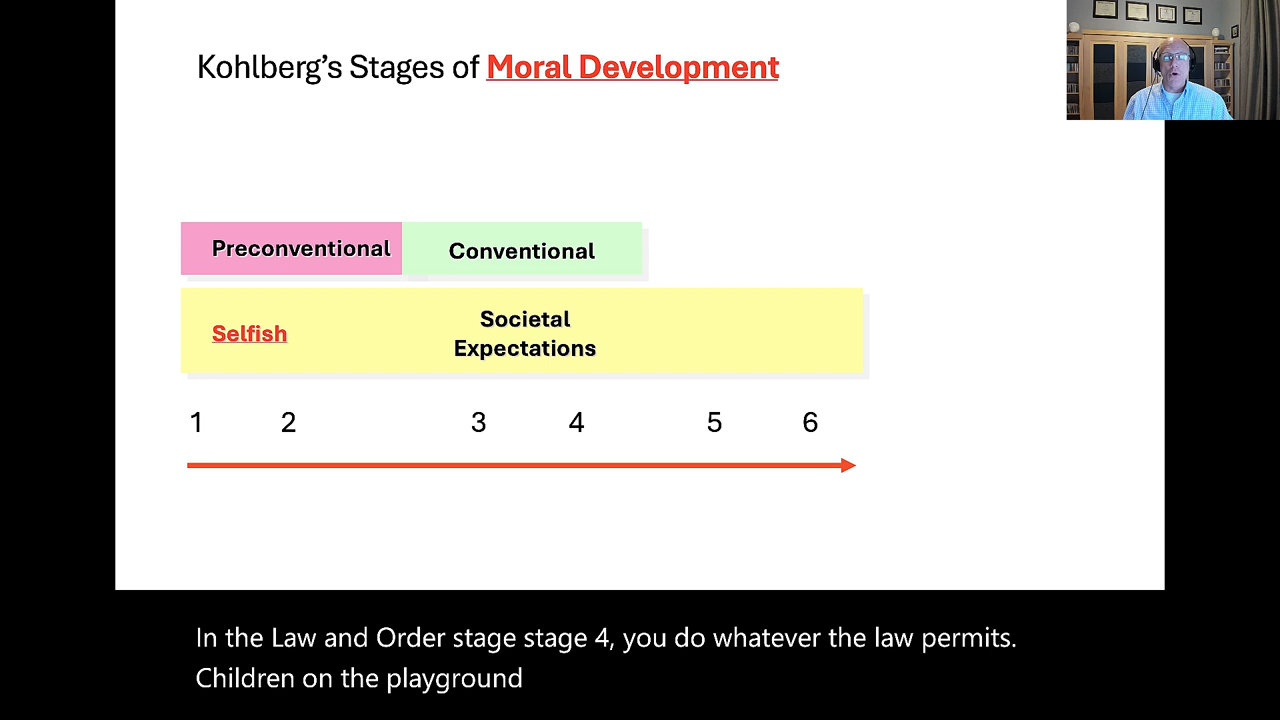 Kohlberg's Stages of Moral Development
Preconventional
Conventional
Selfish
Societal
Expectations
1 2 3 4 5 6
In the Law and Order stage stage 4, you do whatever the law permits.
Children on the playground